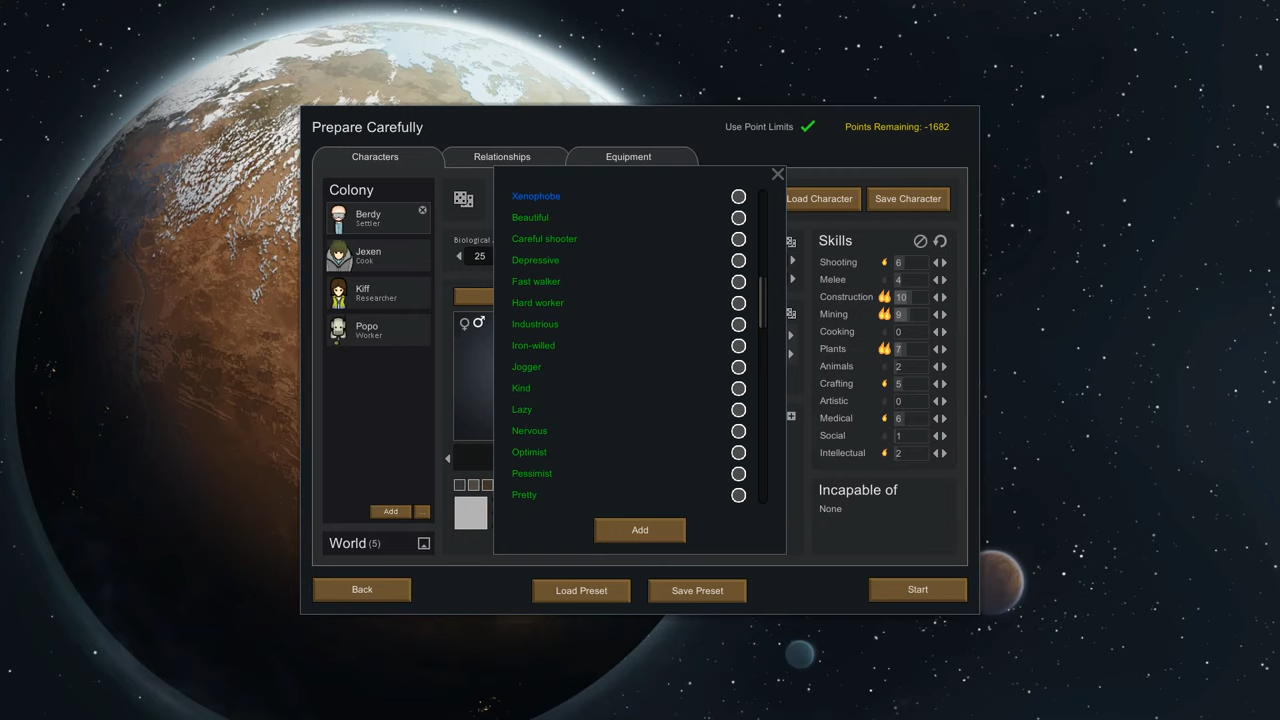 Prepare Carefully
Use Point Limits
Points Remaining: -1682
Characters
Relationships
Equipment
Colony
Berdy
Settler
Jexen
Cook
Kiff
Researcher
Popo
Worker
Add
...
World (5)
Biological
25
Xenophobe
Beautiful
Careful shooter
Depressive
Fast walker
Hard worker
Industrious
Iron-willed
Jogger
Kind
Lazy
Nervous
Optimist
Pessimist
Pretty
Add
Load Character
Save Character
Skills
Shooting 6
Melee 4
Construction 10
Mining 9
Cooking 0
Plants 7
Animals 2
Crafting 5
Artistic 0
Medical 6
Social 1
Intellectual 2
Incapable of
None
Back
Load Preset
Save Preset
Start